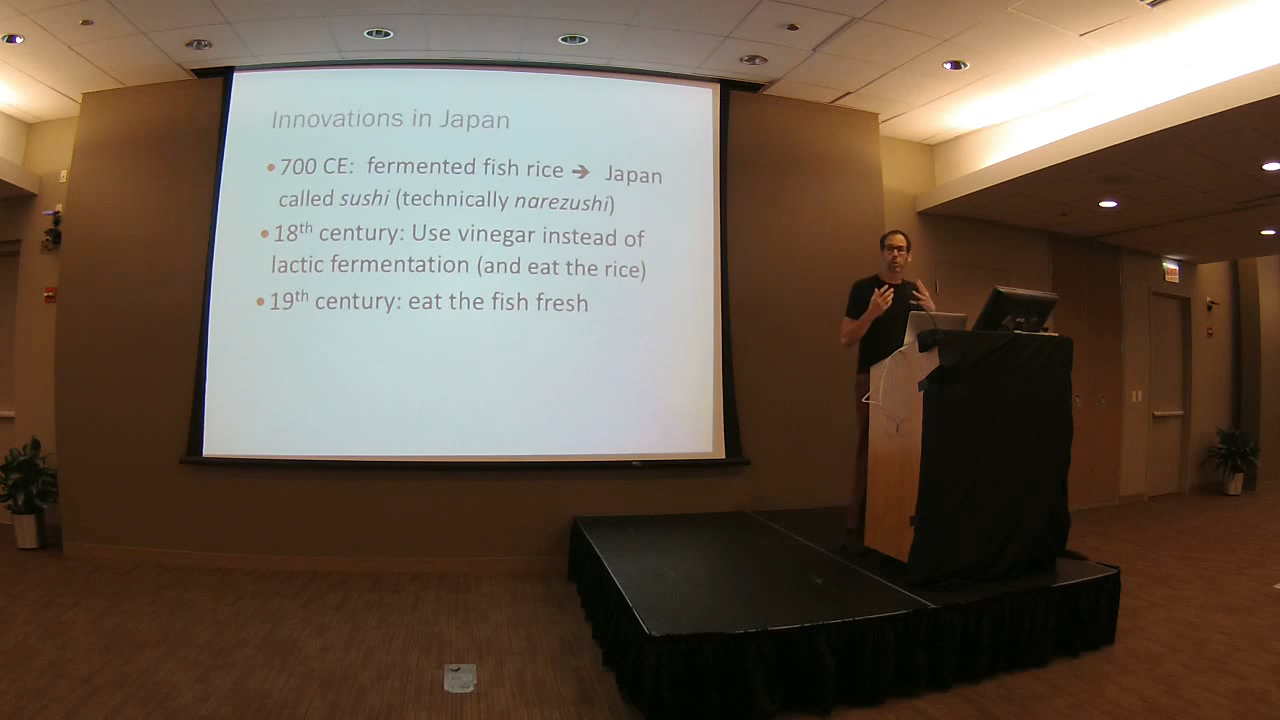 Innovations in Japan
• 700 CE: fermented fish rice ➔ Japan
called sushi (technically narezushi)
• 18th century: Use vinegar instead of
lactic fermentation (and eat the rice)
• 19th century: eat the fish fresh